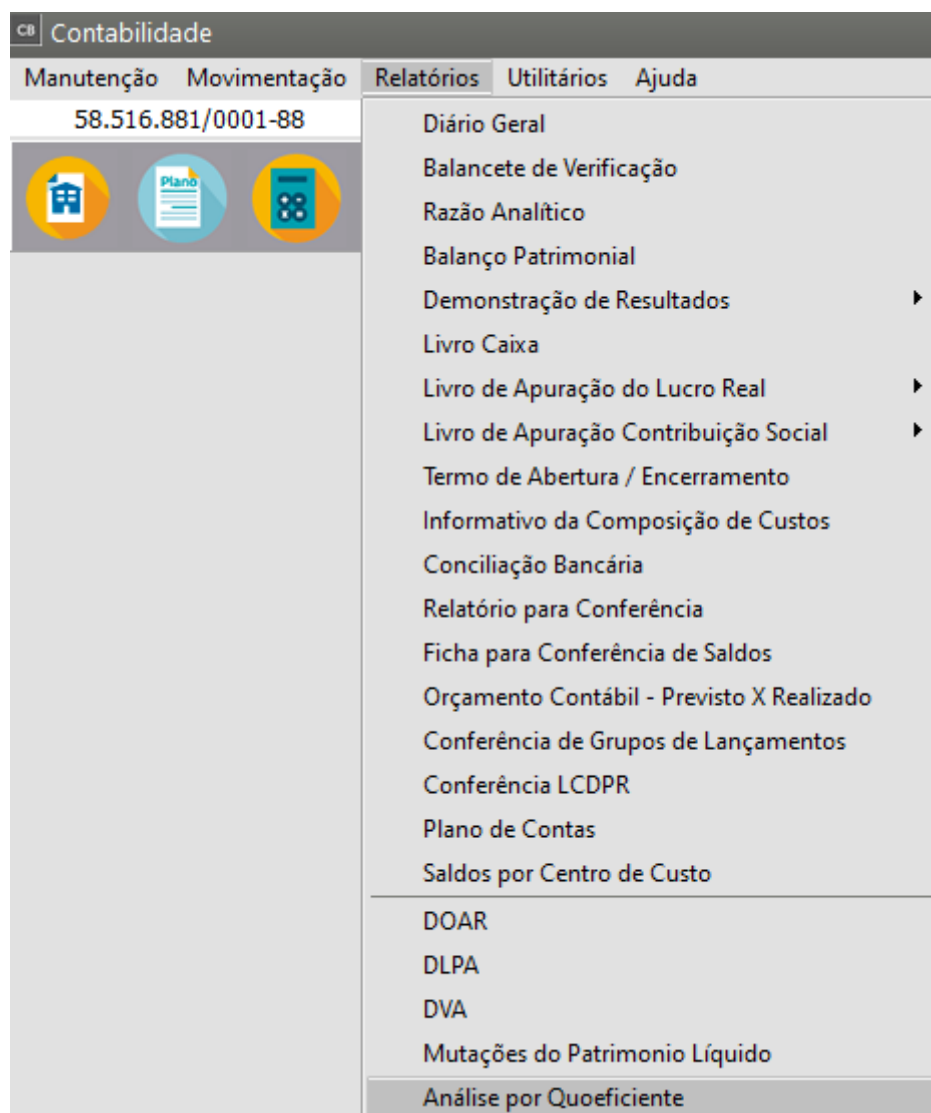 CB Contabilidade
Manutenção Movimentação Relatórios Utilitários Ajuda
58.516.881/0001-88
Plano
Diário Geral
Balancete de Verificação
Razão Analítico
Balanço Patrimonial
Demonstração de Resultados
Livro Caixa
Livro de Apuração do Lucro Real
Livro de Apuração Contribuição Social
Termo de Abertura / Encerramento
Informativo da Composição de Custos
Conciliação Bancária
Relatório para Conferência
Ficha para Conferência de Saldos
Orçamento Contábil - Previsto X Realizado
Conferência de Grupos de Lançamentos
Conferência LCDPR
Plano de Contas
Saldos por Centro de Custo
DOAR
DLPA
DVA
Mutações do Patrimonio Líquido
Análise por Quoeficiente